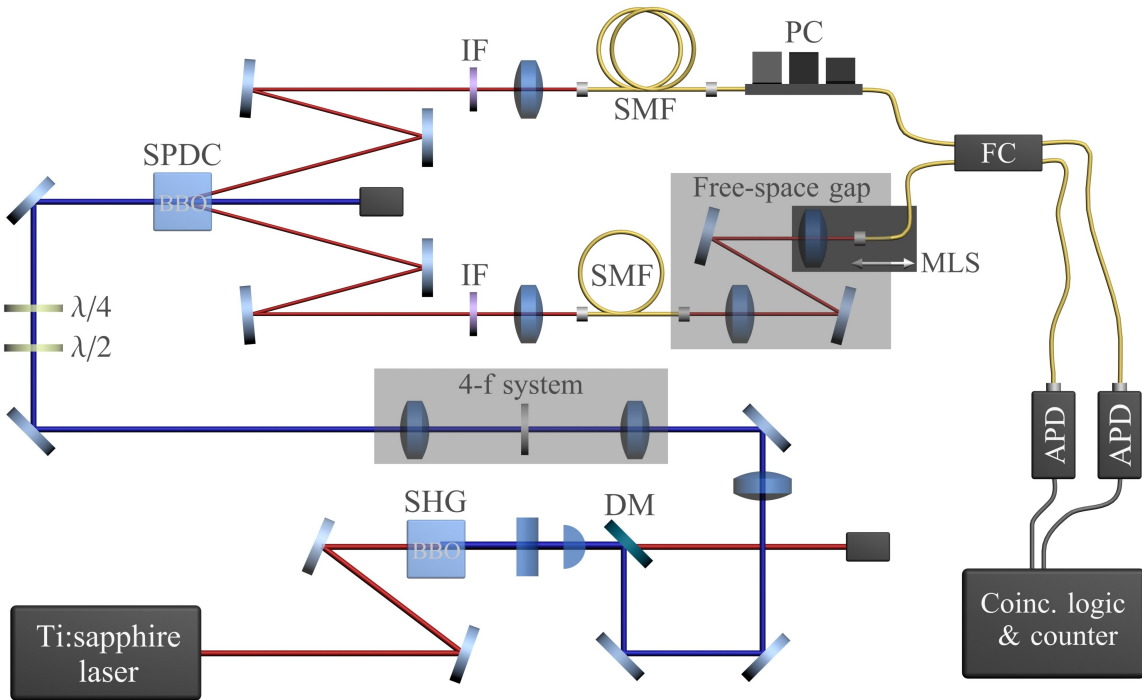 IF
SMF
PC
SPDC
BBO
FC
Free-space gap
MLS
IF
SMF
λ/4
λ/2
4-f system
APD
APD
SHG
BBO
DM
Ti:sapphire
laser
Coinc. logic
& counter